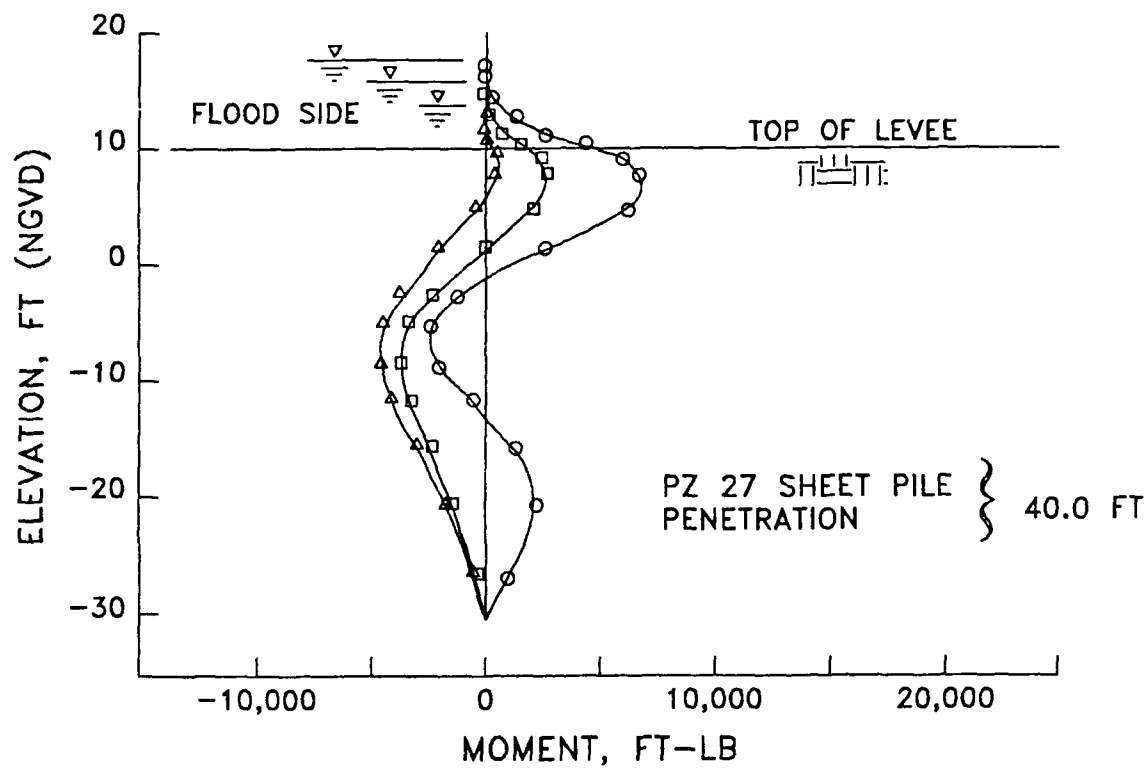 20
FLOOD SIDE
TOP OF LEVEE
10
0
-10
-20
-30
ELEVATION, FT (NGVD)
PZ 27 SHEET PILE
PENETRATION
40.0 FT
-10,000
0
10,000
20,000
MOMENT, FT-LB